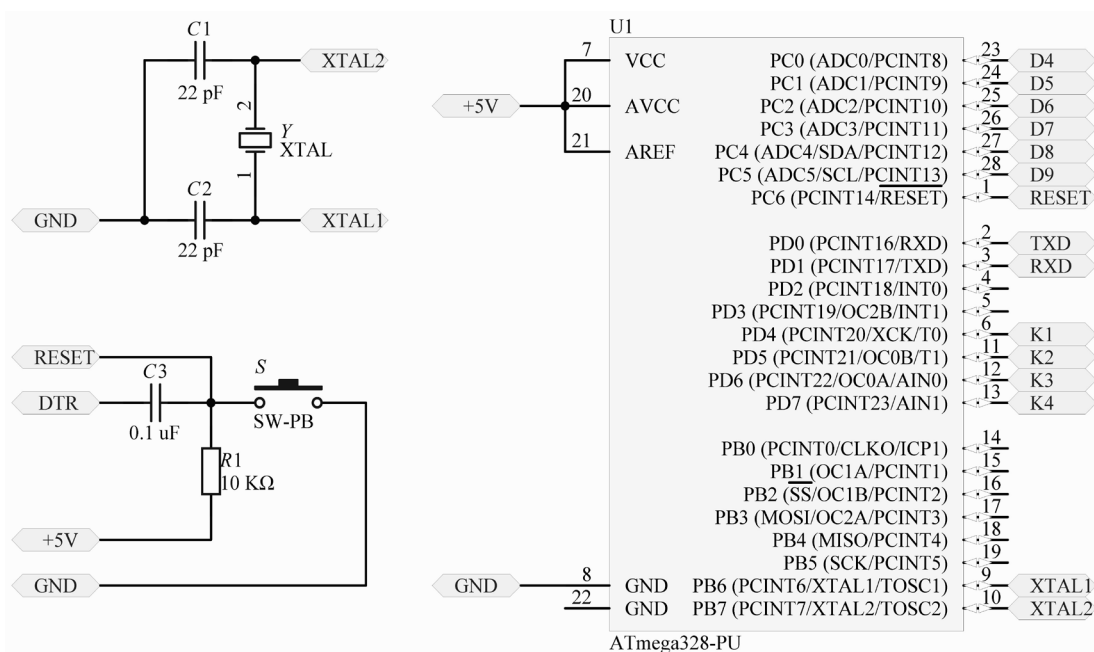 C1
22 pF
XTAL2
2
Y
XTAL
1
C2
22 pF
GND
XTAL1
RESET
C3
DTR
0.1 uF
S
SW-PB
R1
10 KΩ
+5V
GND
U1
+5V
7 VCC
20 AVCC
21 AREF
PC0 (ADC0/PCINT8) 23 D4
PC1 (ADC1/PCINT9) 24 D5
PC2 (ADC2/PCINT10) 25 D6
PC3 (ADC3/PCINT11) 26 D7
PC4 (ADC4/SDA/PCINT12) 27 D8
PC5 (ADC5/SCL/PCINT13) 28 D9
PC6 (PCINT14/RESET) 1 RESET
PD0 (PCINT16/RXD) 2 TXD
PD1 (PCINT17/TXD) 3 RXD
PD2 (PCINT18/INT0) 4
PD3 (PCINT19/OC2B/INT1) 5
PD4 (PCINT20/XCK/T0) 6 K1
PD5 (PCINT21/OC0B/T1) 11 K2
PD6 (PCINT22/OC0A/AIN0) 12 K3
PD7 (PCINT23/AIN1) 13 K4
PB0 (PCINT0/CLKO/ICP1) 14
PB1 (OC1A/PCINT1) 15
PB2 (SS/OC1B/PCINT2) 16
PB3 (MOSI/OC2A/PCINT3) 17
PB4 (MISO/PCINT4) 18
PB5 (SCK/PCINT5) 19
GND 8 GND PB6 (PCINT6/XTAL1/TOSC1) 9 XTAL1
22 GND PB7 (PCINT7/XTAL2/TOSC2) 10 XTAL2
ATmega328-PU